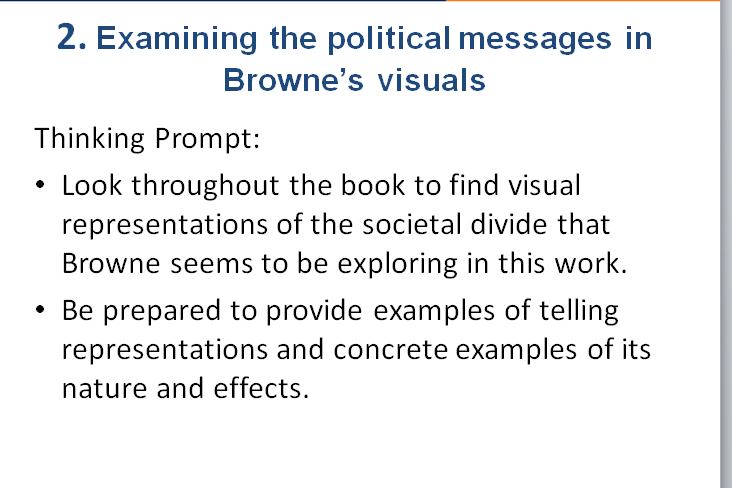 2. Examining the political messages in
Browne's visuals
Thinking Prompt:
• Look throughout the book to find visual
representations of the societal divide that
Browne seems to be exploring in this work.
• Be prepared to provide examples of telling
representations and concrete examples of its
nature and effects.